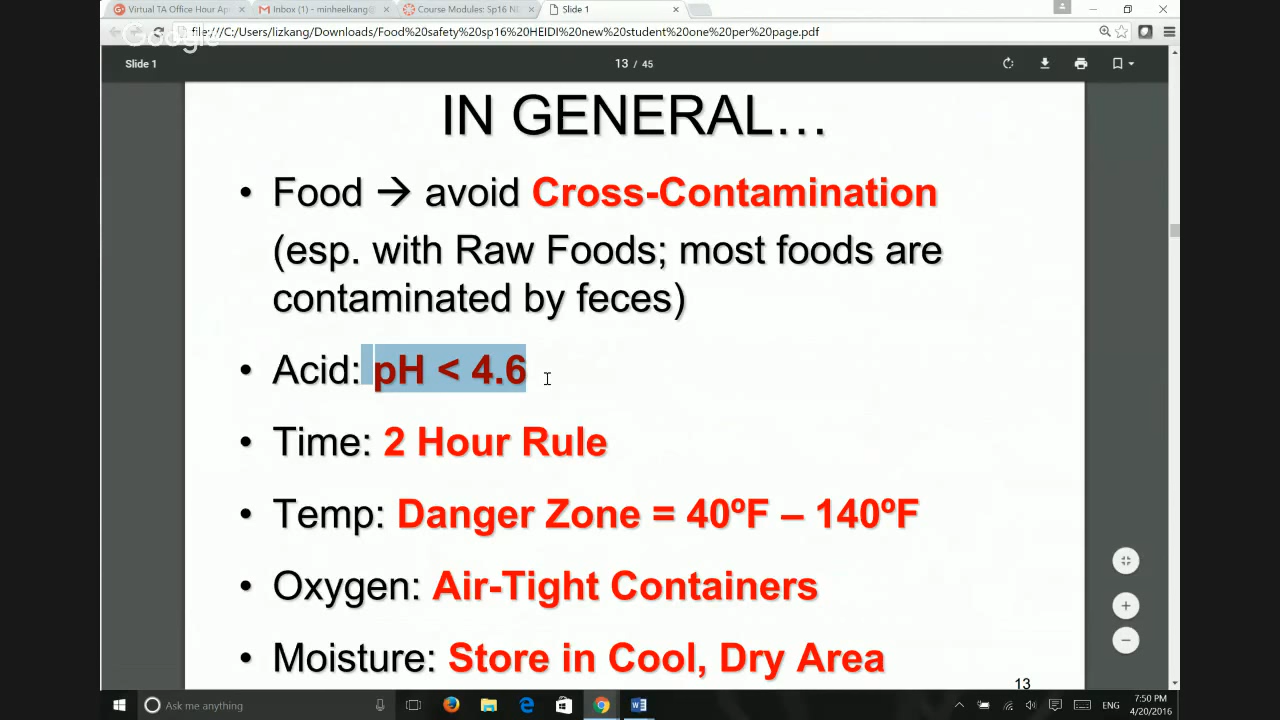 Virtual TA Office Hour Ap
Inbox (1) - minheelkang@
Course Modules: Sp16 N
Slide 1
file:///C:/Users/lizkang/Downloads/Food%20safety%20sp16%20HEIDI%20new%20student%20one%20per%20page.pdf
Google
Slide 1
13 / 45
IN GENERAL…
• Food → avoid Cross-Contamination
(esp. with Raw Foods; most foods are
contaminated by feces)
• Acid: pH < 4.6
• Time: 2 Hour Rule
• Temp: Danger Zone = 40ºF – 140ºF
• Oxygen: Air-Tight Containers
• Moisture: Store in Cool, Dry Area
13
Ask me anything
ENG
7:50 PM
4/20/2016